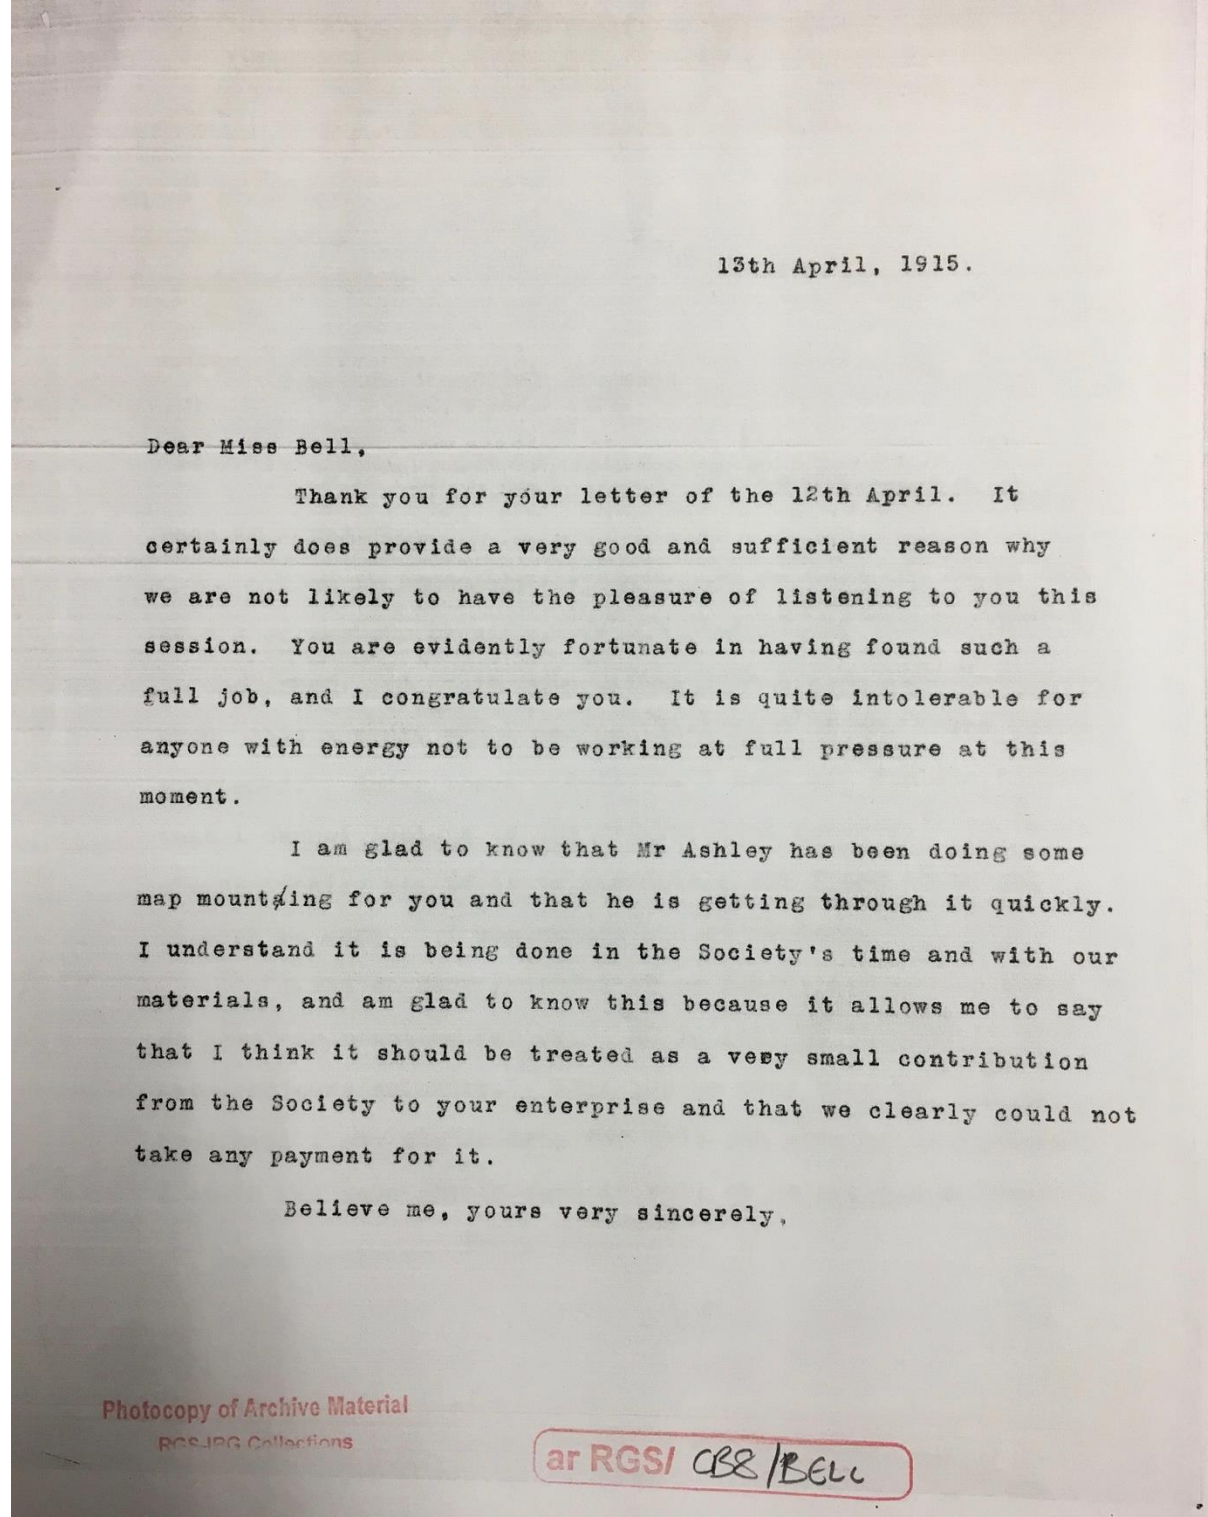 13th April, 1915.
Dear Miss Bell,
Thank you for your letter of the 12th April. It
certainly does provide a very good and sufficient reason why
we are not likely to have the pleasure of listening to you this
session. You are evidently fortunate in having found such a
full job, and I congratulate you. It is quite intolerable for
anyone with energy not to be working at full pressure at this
moment.
I am glad to know that Mr Ashley has been doing some
map mounting for you and that he is getting through it quickly.
I understand it is being done in the Society's time and with our
materials, and am glad to know this because it allows me to say
that I think it should be treated as a very small contribution
from the Society to your enterprise and that we clearly could not
take any payment for it.
Believe me, yours very sincerely,
Photocopy of Archive Material
RGS-IBG Collections
ar RGS/ CB8/BELL